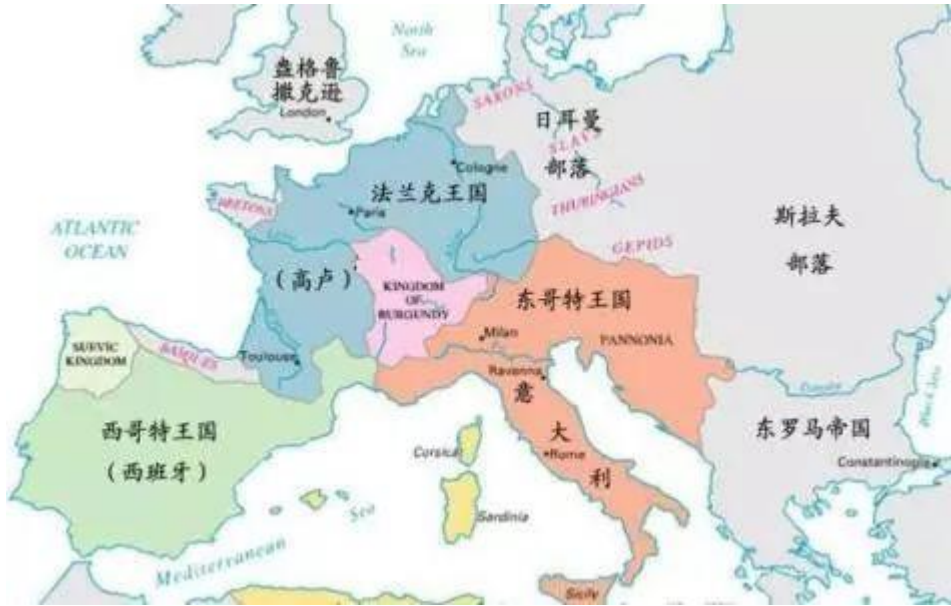 North
Sea
盎格鲁
撒克逊
London
SAXONS
日耳曼
SLAVS
部落
Cologne
THURINGIANS
法兰克王国
BRETONS
Paris
斯拉夫
部落
ATLANTIC
OCEAN
GEPIDS
(高卢)
KINGDOM
OF
BURGUNDY
东哥特王国
SUEVIC
KINGDOM
BASQUES
Toulouse
Milan
PANNONIA
Ravenna
Danube
Black Sea
意
大
利
西哥特王国
(西班牙)
Corsica
Rome
东罗马帝国
Constantinople
Sardinia
Mediterranean
Sea
Sicily